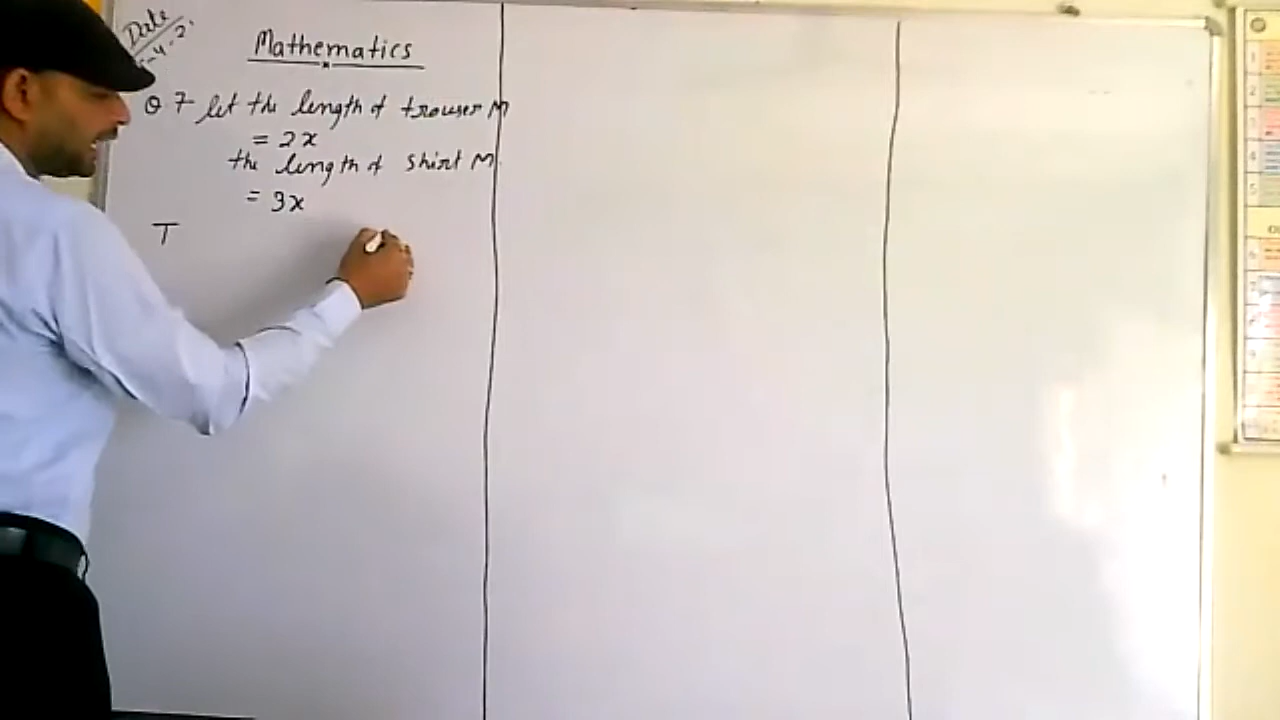 Date
Mathematics
Q 7 let the length of trouser M
= 2x
the length of shirt M.
= 3x
T